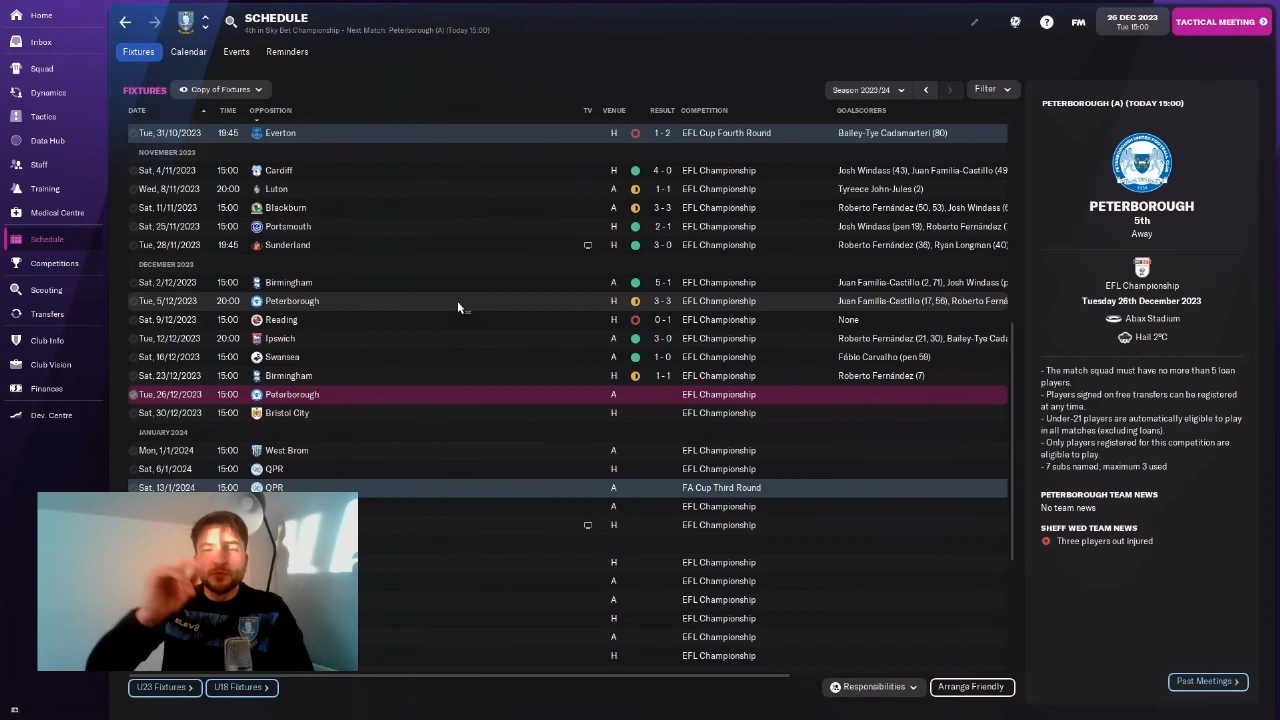 Home
Inbox
Squad
Dynamics
Tactics
Data Hub
Staff
Training
Medical Centre
Schedule
Competitions
Scouting
Transfers
Club Info
Club Vision
Finances
Dev. Centre
SCHEDULE
4th in Sky Bet Championship - Next Match: Peterborough (A) (Today 15:00)
FM
26 DEC 2023
Tue 15:00
TACTICAL MEETING
Fixtures Calendar Events Reminders
FIXTURES Copy of Fixtures Season 2023/24 Filter
DATE TIME OPPOSITION TV VENUE RESULT COMPETITION GOALSCORERS
Tue, 31/10/2023 19:45 Everton H 1 - 2 EFL Cup Fourth Round Bailey-Tye Cadamarteri (80)
NOVEMBER 2023
Sat, 4/11/2023 15:00 Cardiff H 4 - 0 EFL Championship Josh Windass (43), Juan Familia-Castillo (49
Wed, 8/11/2023 20:00 Luton A 1 - 1 EFL Championship Tyreece John-Jules (2)
Sat, 11/11/2023 15:00 Blackburn A 3 - 3 EFL Championship Roberto Fernández (50, 53), Josh Windass (6
Sat, 25/11/2023 15:00 Portsmouth H 2 - 1 EFL Championship Josh Windass (pen 19), Roberto Fernández (
Tue, 28/11/2023 19:45 Sunderland H 3 - 0 EFL Championship Roberto Fernández (36), Ryan Longman (40)
DECEMBER 2023
Sat, 2/12/2023 15:00 Birmingham A 5 - 1 EFL Championship Juan Familia-Castillo (2, 71), Josh Windass (p
Tue, 5/12/2023 20:00 Peterborough H 3 - 3 EFL Championship Juan Familia-Castillo (17, 56), Roberto Ferná
Sat, 9/12/2023 15:00 Reading H 0 - 1 EFL Championship None
Tue, 12/12/2023 20:00 Ipswich A 3 - 0 EFL Championship Roberto Fernández (21, 30), Bailey-Tye Cada
Sat, 16/12/2023 15:00 Swansea A 1 - 0 EFL Championship Fábio Carvalho (pen 59)
Sat, 23/12/2023 15:00 Birmingham H 1 - 1 EFL Championship Roberto Fernández (7)
Tue, 26/12/2023 15:00 Peterborough A EFL Championship
Sat, 30/12/2023 15:00 Bristol City H EFL Championship
JANUARY 2024
Mon, 1/1/2024 15:00 West Brom A EFL Championship
Sat, 6/1/2024 15:00 QPR H EFL Championship
Sat, 13/1/2024 15:00 QPR A FA Cup Third Round
A EFL Championship
H EFL Championship
H EFL Championship
A EFL Championship
A EFL Championship
H EFL Championship
A EFL Championship
H EFL Championship
U23 Fixtures U18 Fixtures Responsibilities Arrange Friendly
PETERBOROUGH (A) (TODAY 15:00)
PETERBOROUGH
5th
Away
EFL Championship
Tuesday 26th December 2023
Abax Stadium
Hail 2ºC
- The match squad must have no more than 5 loan
players.
- Players signed on free transfers can be registered
at any time.
- Under-21 players are automatically eligible to play
in all matches (excluding loans).
- Only players registered for this competition are
eligible to play.
- 7 subs named, maximum 3 used
PETERBOROUGH TEAM NEWS
No team news
SHEFF WED TEAM NEWS
Three players out injured
Past Meetings